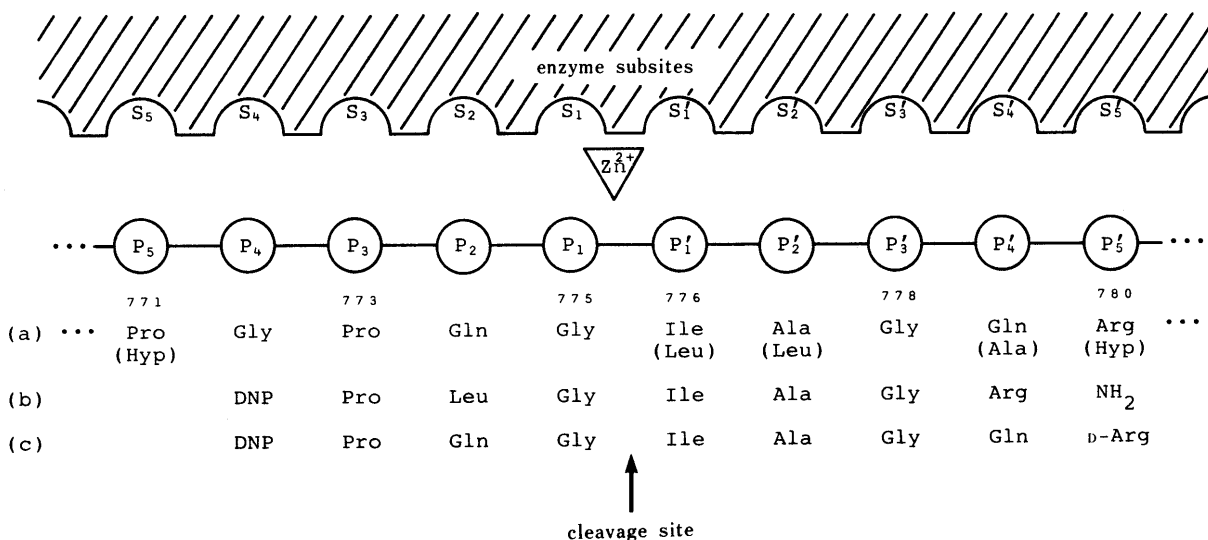 enzyme subsites
S5 S4 S3 S2 S1 S1′ S2′ S3′ S4′ S5′
Zn2+
··· P5 P4 P3 P2 P1 P1′ P2′ P3′ P4′ P5′ ···
771 773 775 776 778 780
(a) ··· Pro Gly Pro Gln Gly Ile Ala Gly Gln Arg ···
(Hyp) (Leu) (Leu) (Ala) (Hyp)
(b) DNP Pro Leu Gly Ile Ala Gly Arg NH2
(c) DNP Pro Gln Gly Ile Ala Gly Gln D-Arg
cleavage site